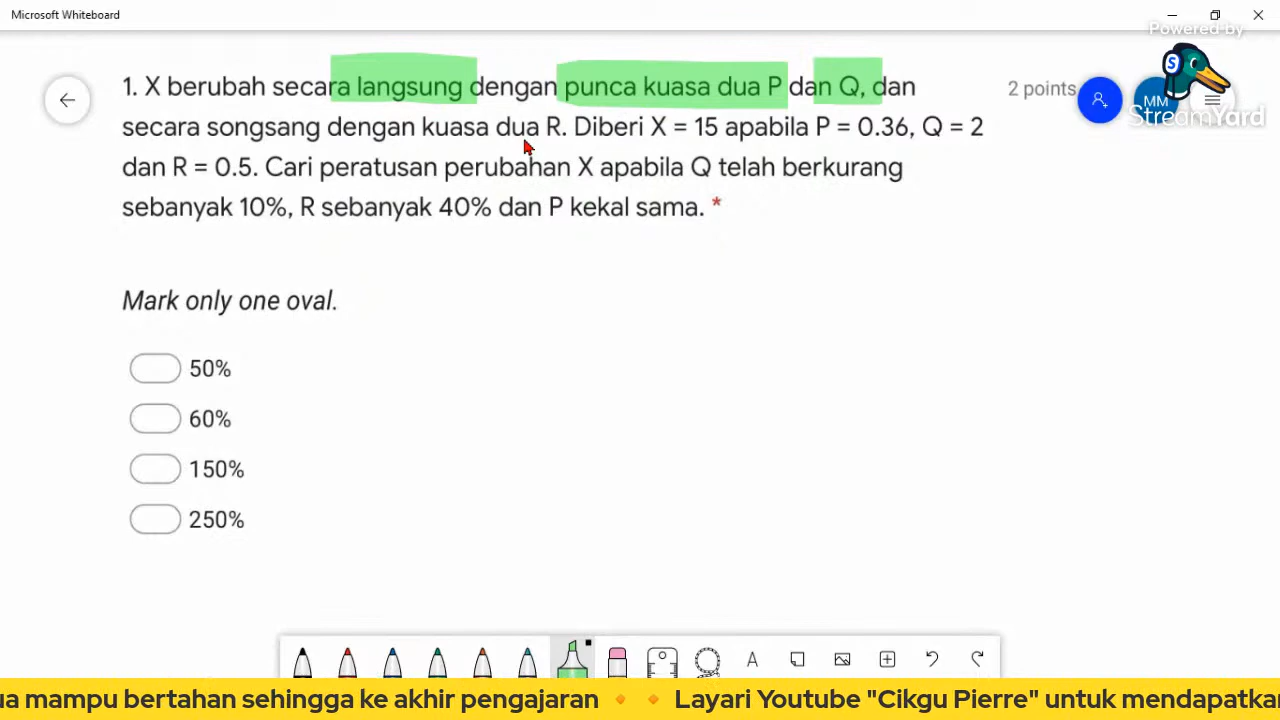 Microsoft Whiteboard
Powered by
StreamYard
MM
1. X berubah secara langsung dengan punca kuasa dua P dan Q, dan
2 points
secara songsang dengan kuasa dua R. Diberi X = 15 apabila P = 0.36, Q = 2
dan R = 0.5. Cari peratusan perubahan X apabila Q telah berkurang
sebanyak 10%, R sebanyak 40% dan P kekal sama. *
Mark only one oval.
50%
60%
150%
250%
A
mampu bertahan sehingga ke akhir pengajaran 🔸 🔸 Layari Youtube "Cikgu Pierre" untuk mendapatkan